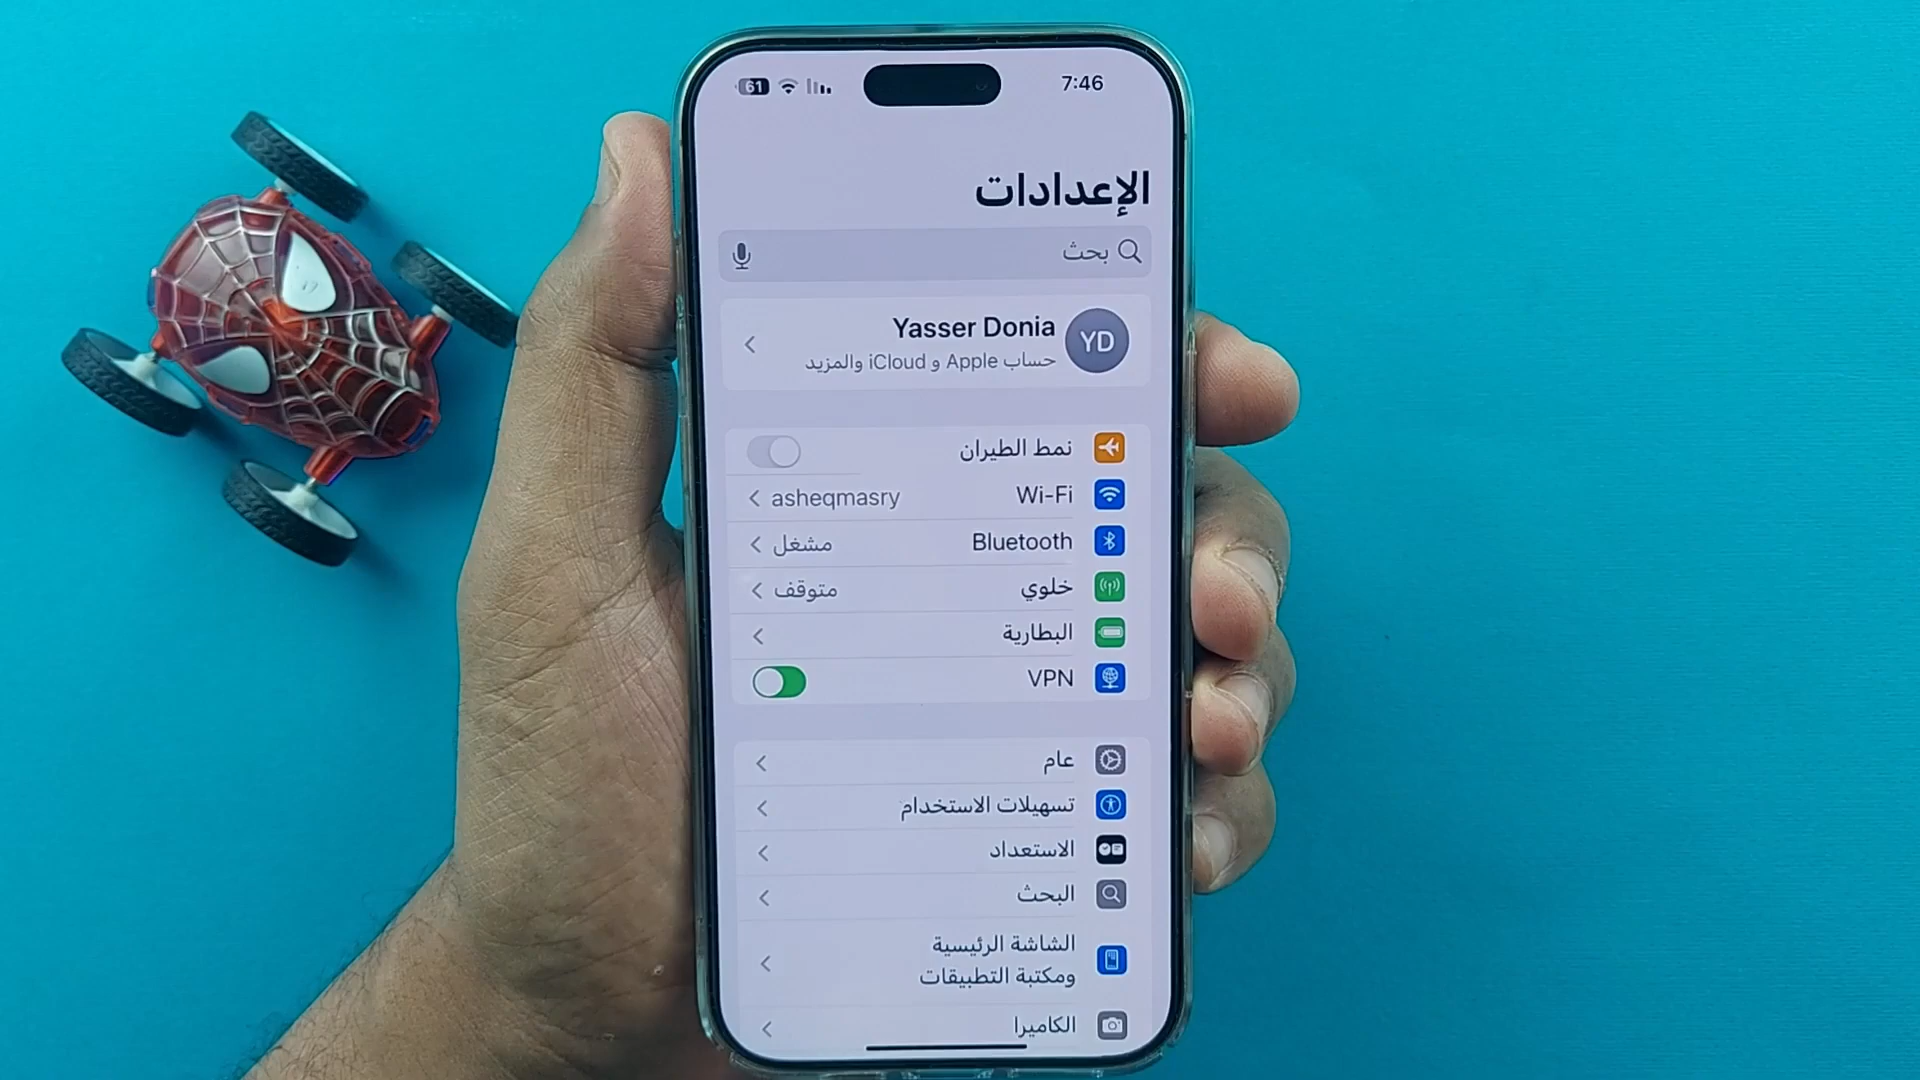 7:46
61
الإعدادات
بحث
YD
Yasser Donia
حساب Apple و iCloud والمزيد
نمط الطيران
Wi-Fi asheqmasry
Bluetooth مشغل
خلوي متوقف
البطارية
VPN
عام
تسهيلات الاستخدام
الاستعداد
البحث
الشاشة الرئيسية
ومكتبة التطبيقات
الكاميرا